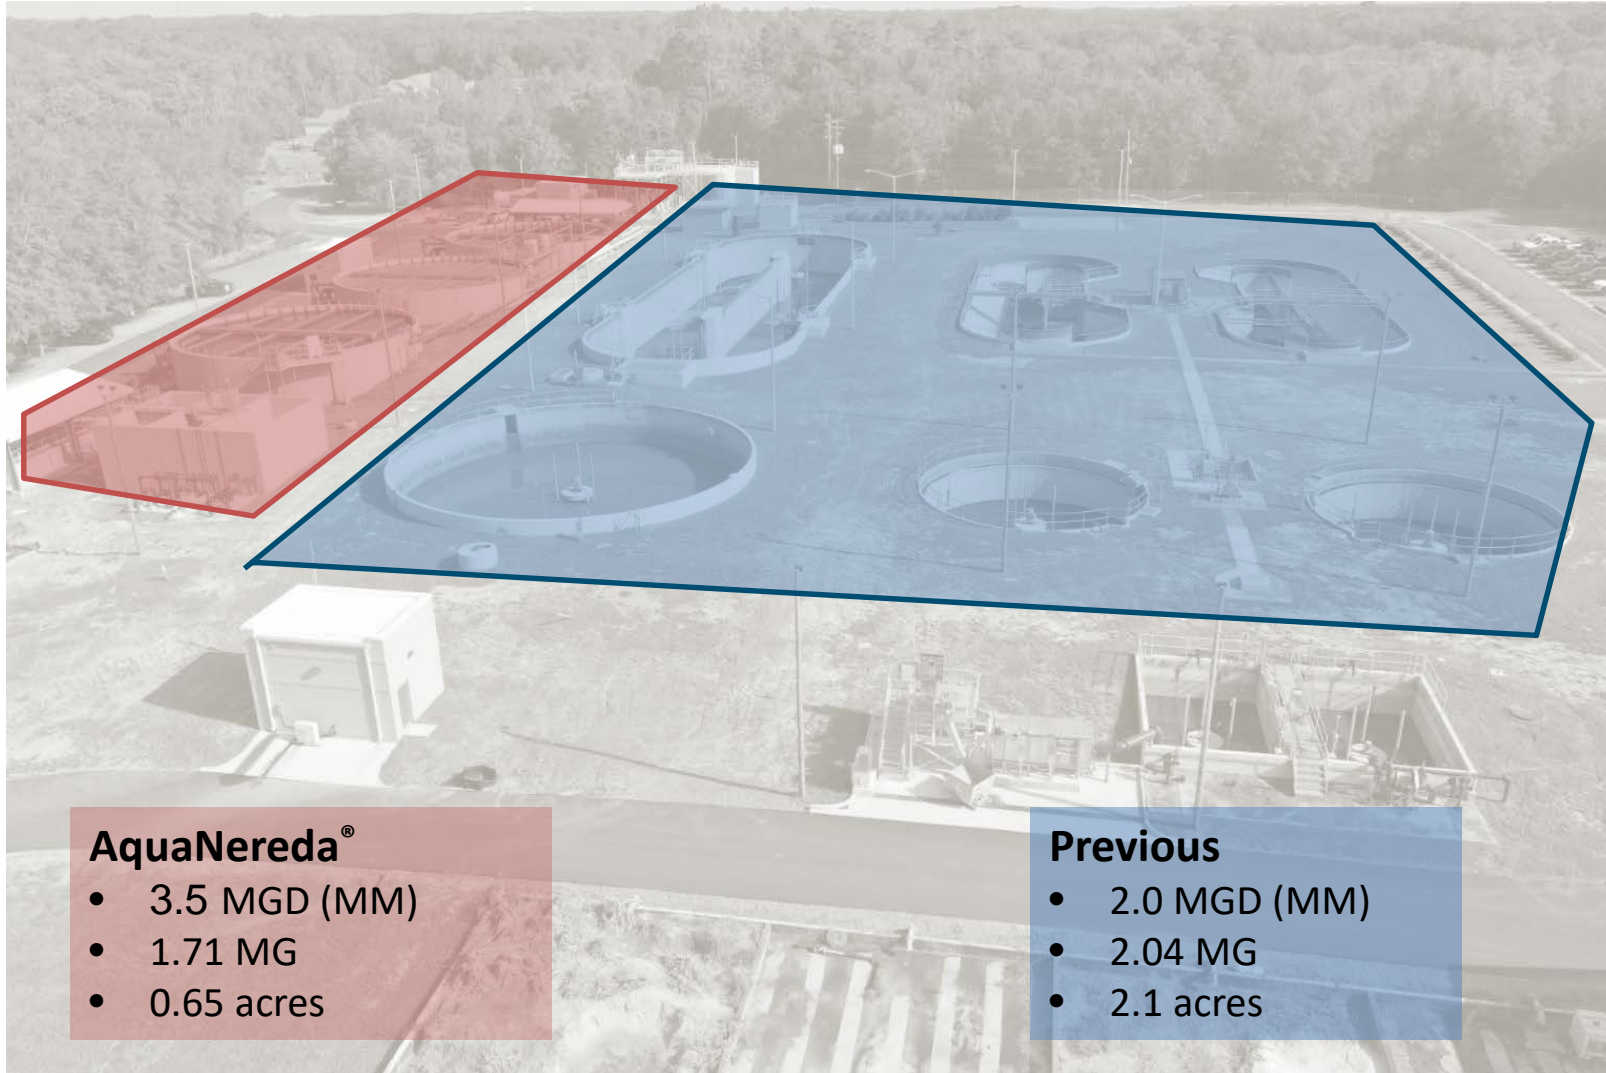 AquaNereda®
• 3.5 MGD (MM)
• 1.71 MG
• 0.65 acres
Previous
• 2.0 MGD (MM)
• 2.04 MG
• 2.1 acres